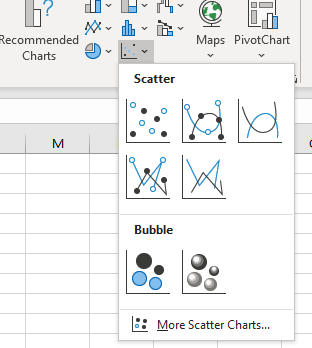 Recommended
Charts
Maps
PivotChart
Scatter
M
Bubble
More Scatter Charts...